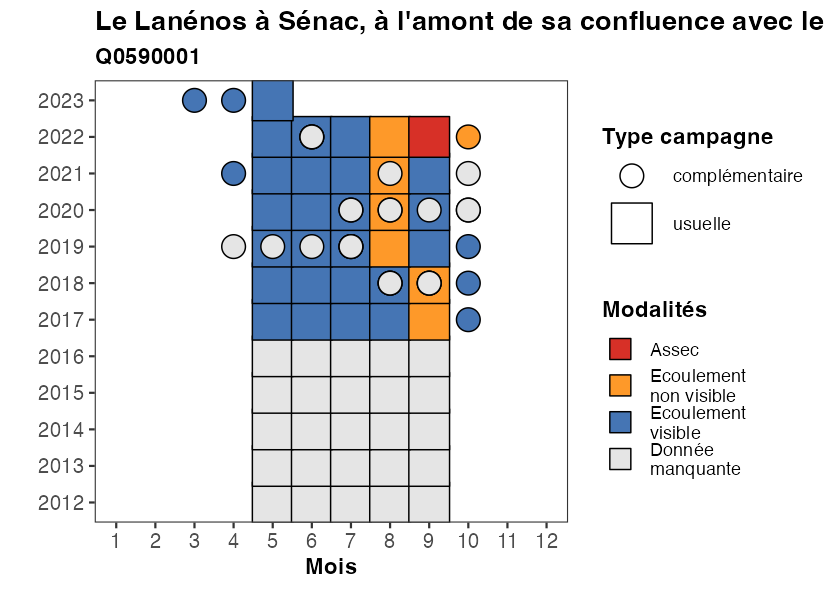 Le Lanénos à Sénac, à l'amont de sa confluence avec le
Q0590001
2023
2022
2021
2020
2019
2018
2017
2016
2015
2014
2013
2012
1 2 3 4 5 6 7 8 9 10 11 12
Mois
Type campagne
complémentaire
usuelle
Modalités
Assec
Ecoulement
non visible
Ecoulement
visible
Donnée
manquante